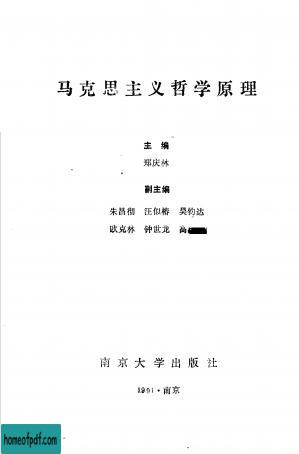 马克思主义哲学原理
主 编
郑庆林
副主编
朱昌彻 汪似椿 吴钧达
欧克林 钟世龙 高
南京大学出版社
1991·南京
homeofpdf.com